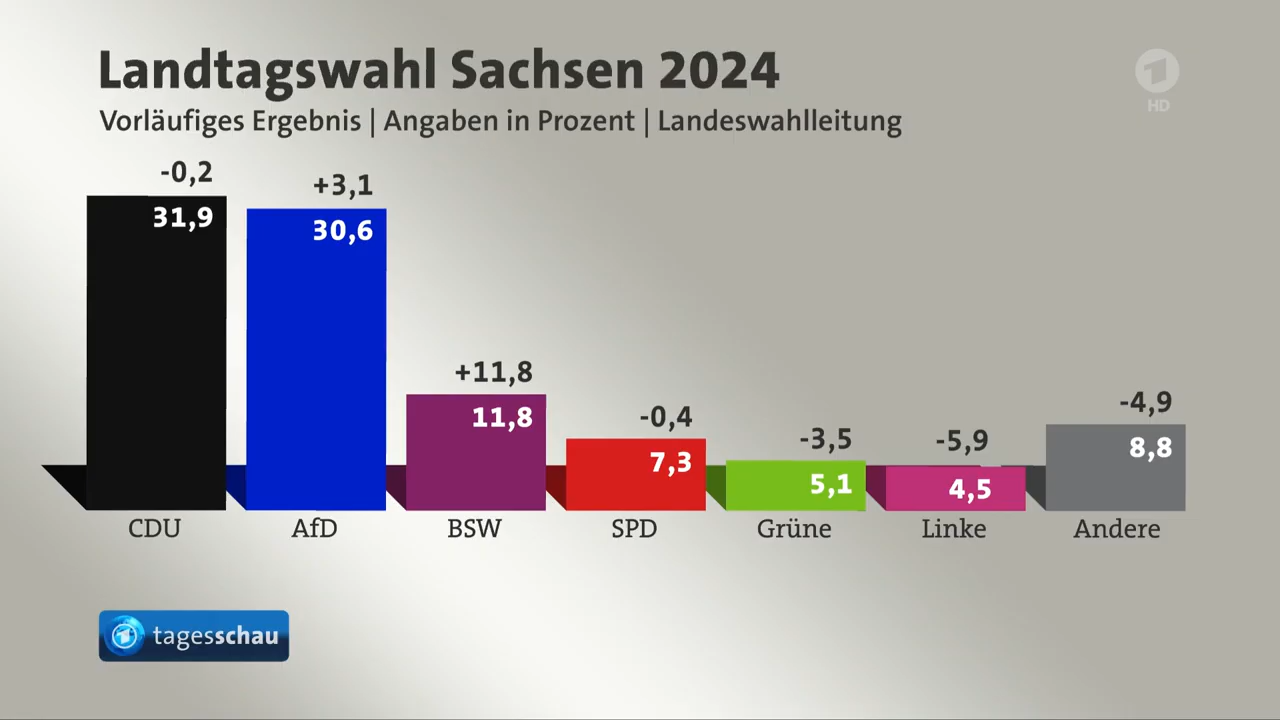 Landtagswahl Sachsen 2024
Vorläufiges Ergebnis | Angaben in Prozent | Landeswahlleitung
1
HD
-0,2 +3,1 +11,8 -0,4 -3,5 -5,9 -4,9
31,9 30,6 11,8 7,3 5,1 4,5 8,8
CDU AfD BSW SPD Grüne Linke Andere
1 tagesschau